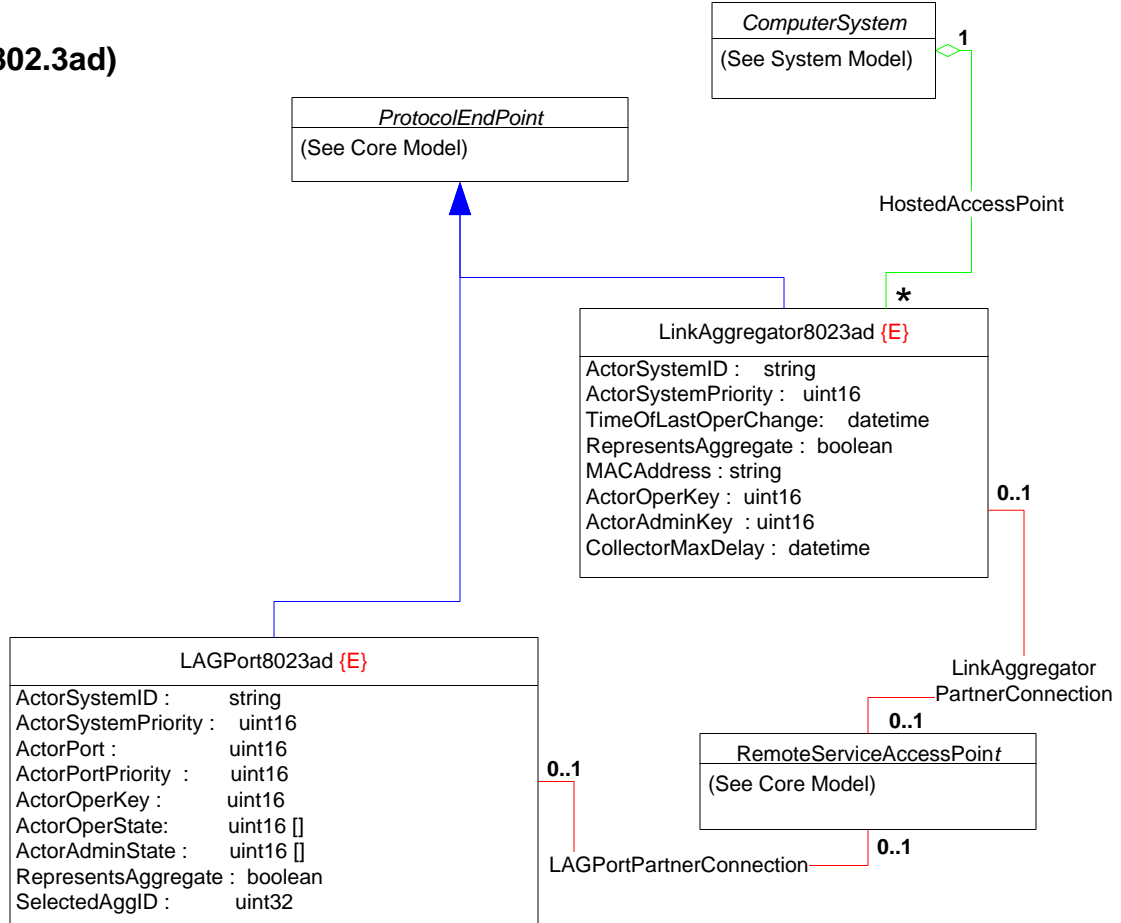 802.3ad)
ComputerSystem
1
(See System Model)
ProtocolEndPoint
(See Core Model)
HostedAccessPoint
*
LinkAggregator8023ad {E}
ActorSystemID : string
ActorSystemPriority : uint16
TimeOfLastOperChange: datetime
RepresentsAggregate : boolean
MACAddress : string
ActorOperKey : uint16
ActorAdminKey : uint16
CollectorMaxDelay : datetime
0..1
LAGPort8023ad {E}
ActorSystemID : string
ActorSystemPriority : uint16
ActorPort : uint16
ActorPortPriority : uint16
ActorOperKey : uint16
ActorOperState: uint16 []
ActorAdminState : uint16 []
RepresentsAggregate : boolean
SelectedAggID : uint32
0..1
LinkAggregator
PartnerConnection
0..1
RemoteServiceAccessPoint
(See Core Model)
0..1
LAGPortPartnerConnection